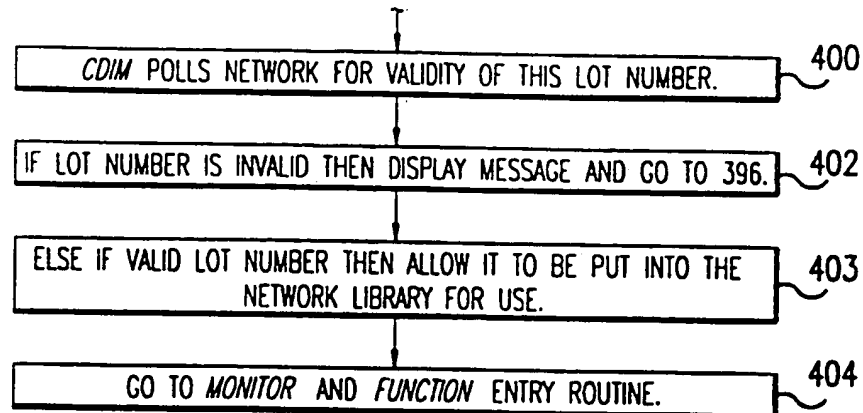 CDIM POLLS NETWORK FOR VALIDITY OF THIS LOT NUMBER. 400
IF LOT NUMBER IS INVALID THEN DISPLAY MESSAGE AND GO TO 396. 402
ELSE IF VALID LOT NUMBER THEN ALLOW IT TO BE PUT INTO THE
NETWORK LIBRARY FOR USE. 403
GO TO MONITOR AND FUNCTION ENTRY ROUTINE. 404